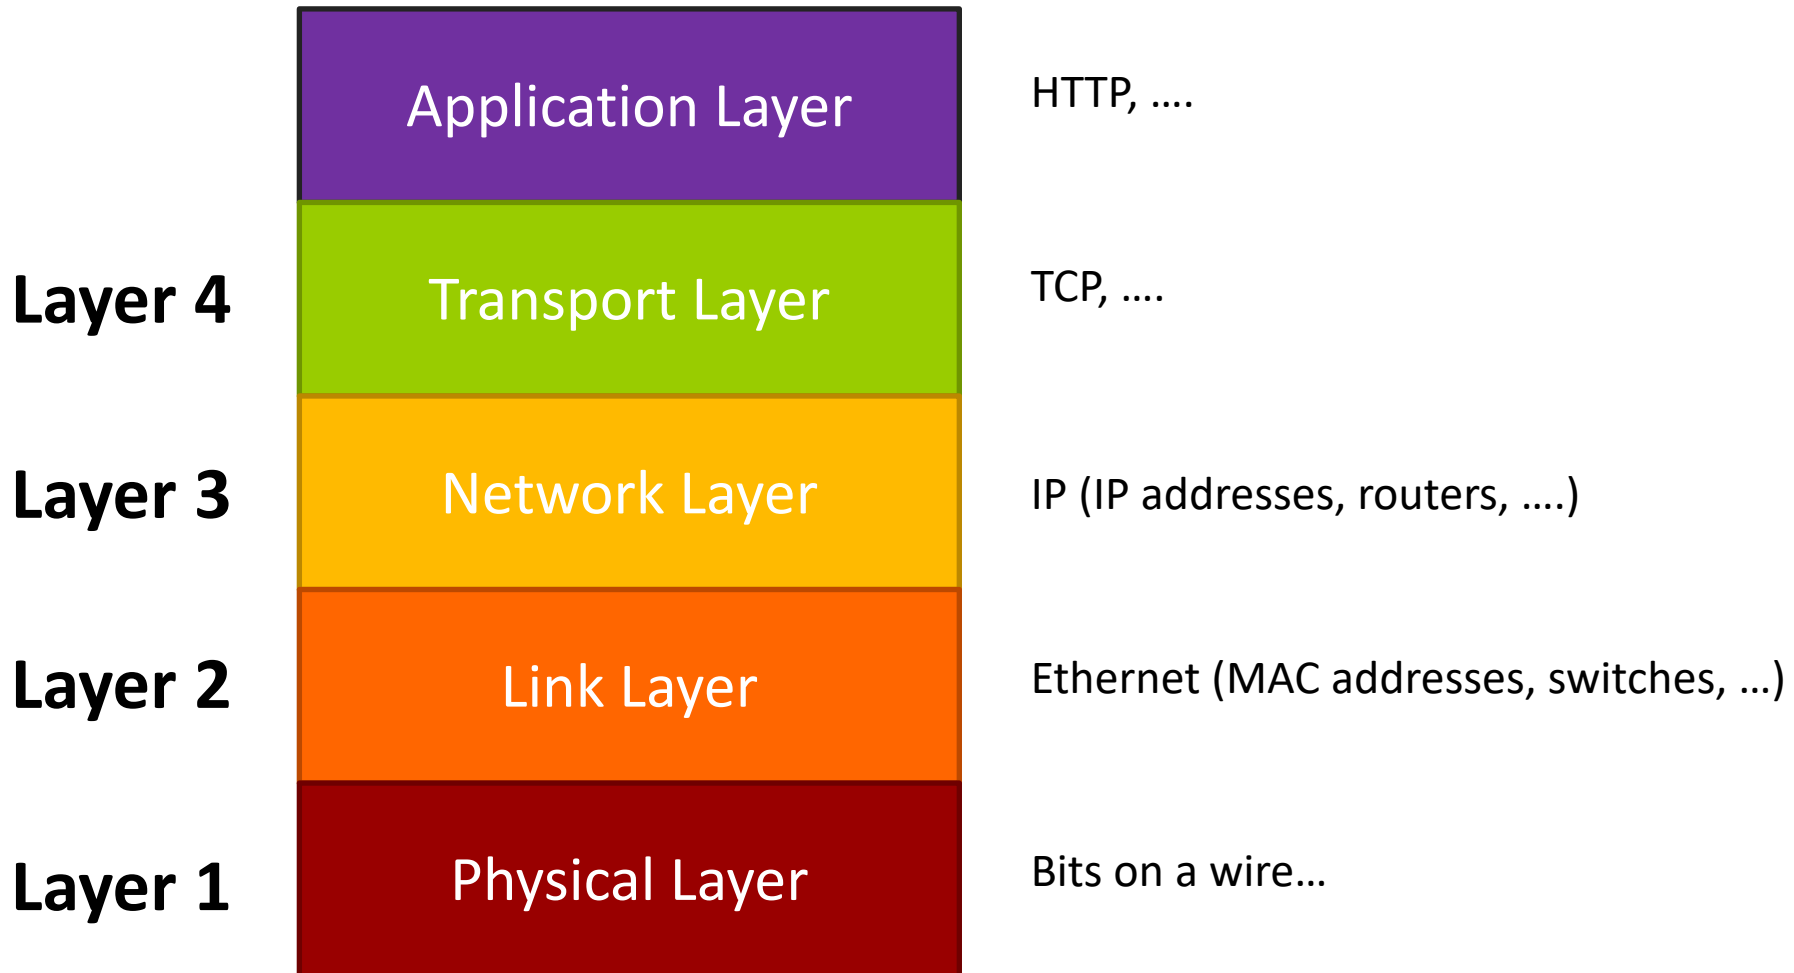 Application Layer
HTTP, ....
Layer 4
Transport Layer
TCP, ....
Layer 3
Network Layer
IP (IP addresses, routers, ....)
Layer 2
Link Layer
Ethernet (MAC addresses, switches, ...)
Layer 1
Physical Layer
Bits on a wire...